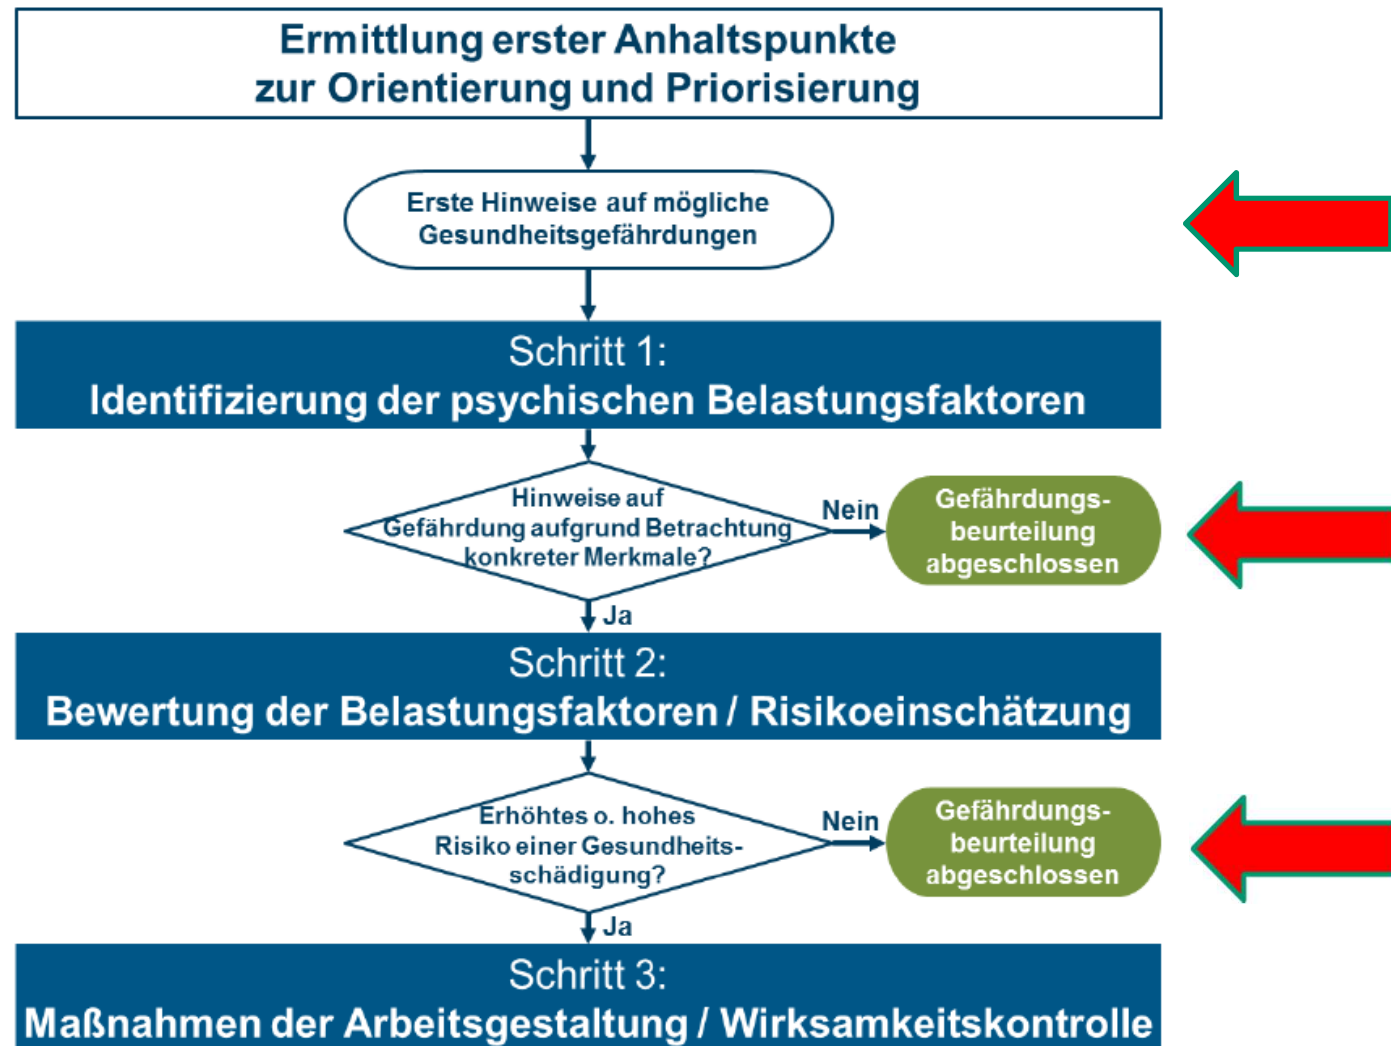 Ermittlung erster Anhaltspunkte
zur Orientierung und Priorisierung
Erste Hinweise auf mögliche
Gesundheitsgefährdungen
Schritt 1:
Identifizierung der psychischen Belastungsfaktoren
Hinweise auf
Gefährdung aufgrund Betrachtung
konkreter Merkmale?
Nein
Gefährdungs-
beurteilung
abgeschlossen
Ja
Schritt 2:
Bewertung der Belastungsfaktoren / Risikoeinschätzung
Erhöhtes o. hohes
Risiko einer Gesundheits-
schädigung?
Nein
Gefährdungs-
beurteilung
abgeschlossen
Ja
Schritt 3:
Maßnahmen der Arbeitsgestaltung / Wirksamkeitskontrolle